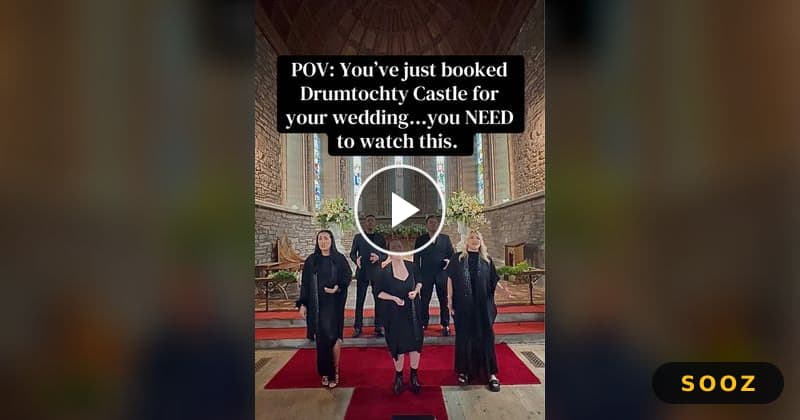 POV: You’ve just booked
Drumtochty Castle for
your wedding...you NEED
to watch this.
SOOZ